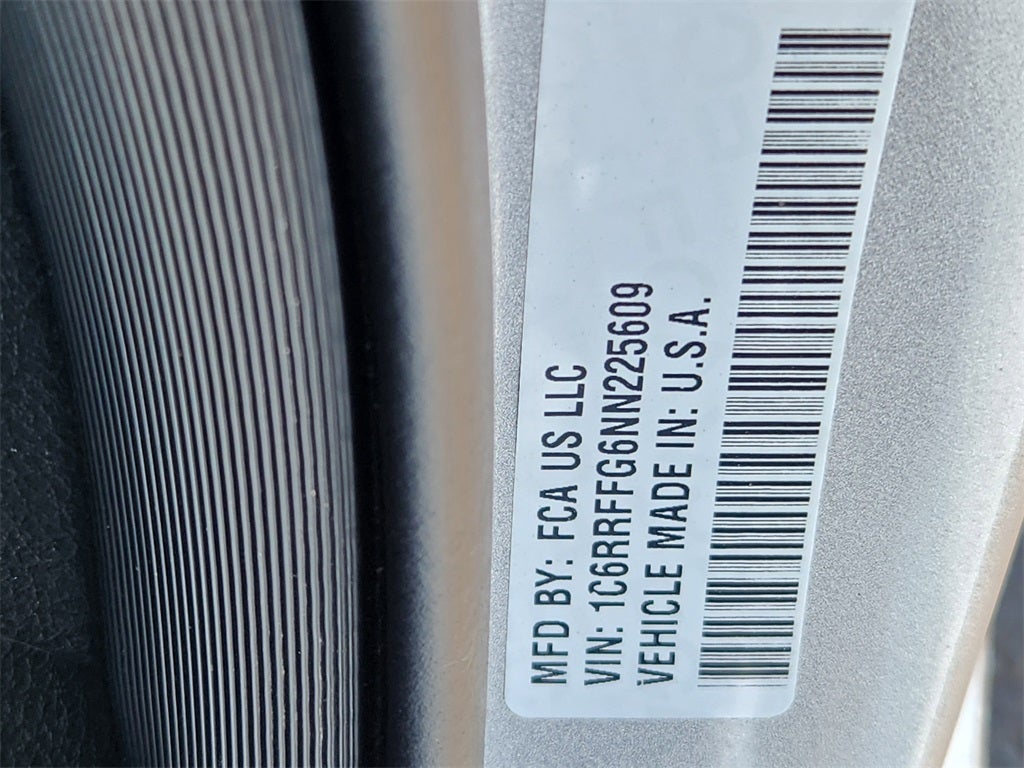 MFD BY: FCA US LLC
VIN: 1C6RRFFG6NN225609
VEHICLE MADE IN: U.S.A.